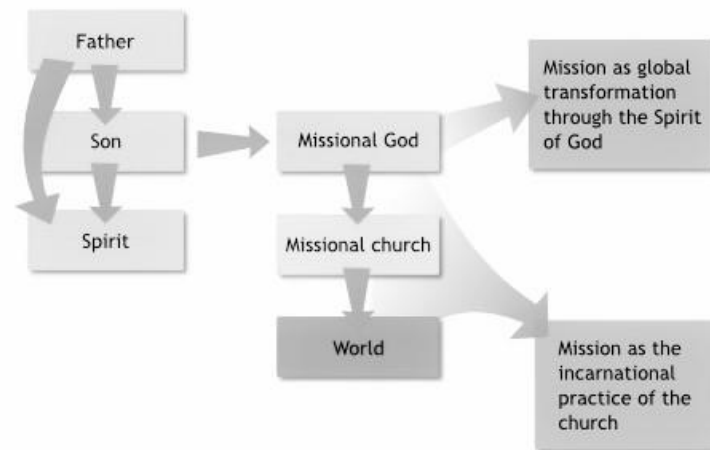 Father
Son
Spirit
Missional God
Missional church
World
Mission as global
transformation
through the Spirit
of God
Mission as the
incarnational
practice of the
church